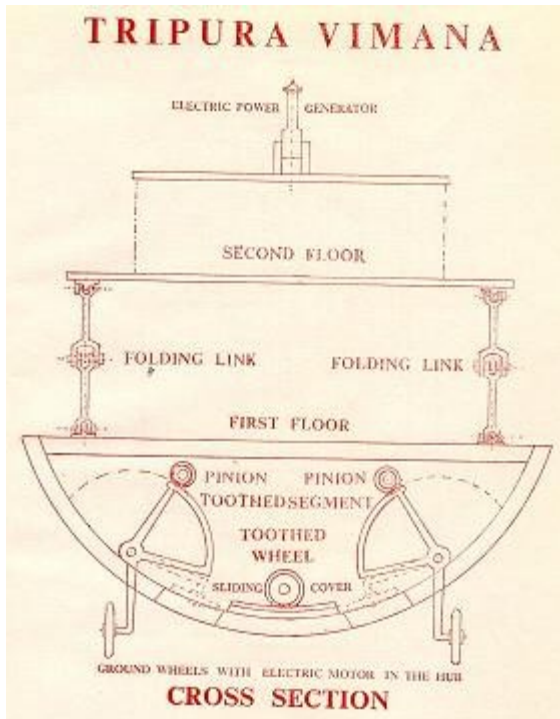 TRIPURA VIMANA
ELECTRIC POWER GENERATOR
SECOND FLOOR
FOLDING LINK FOLDING LINK
FIRST FLOOR
PINION PINION
TOOTHED SEGMENT
TOOTHED
WHEEL
SLIDING COVER
GROUND WHEELS WITH ELECTRIC MOTOR IN THE HUB
CROSS SECTION